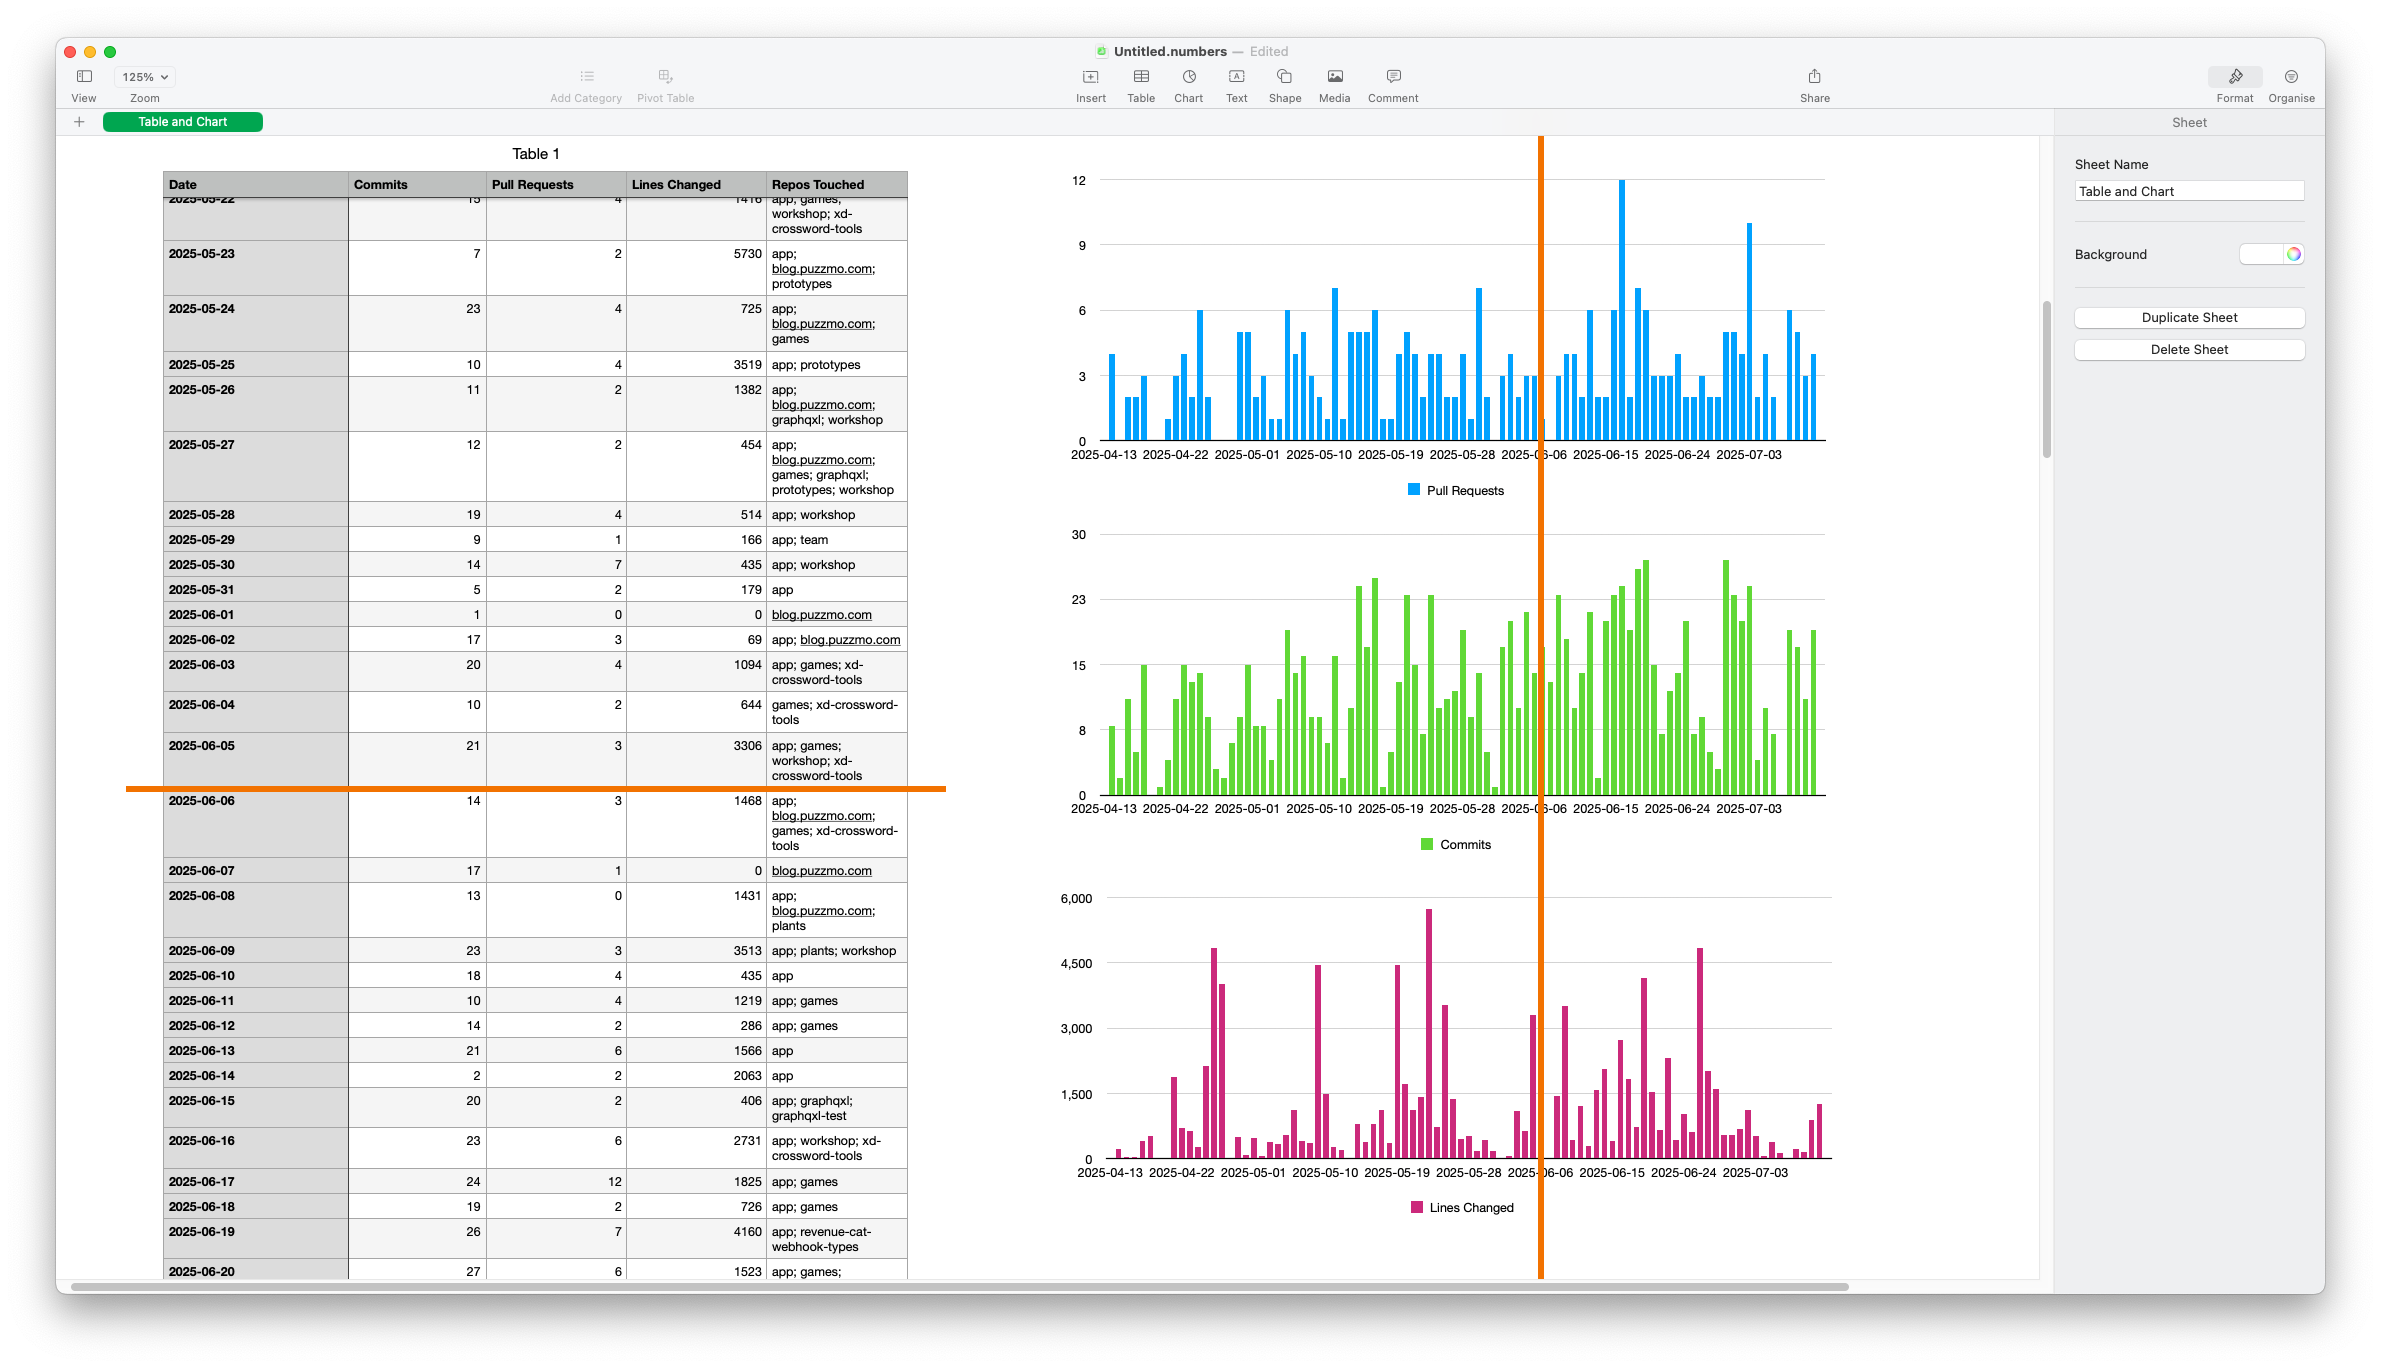 Untitled.numbers — Edited
125%
View
Zoom
Add Category
Pivot Table
Insert
Table
Chart
Text
Shape
Media
Comment
Share
Format
Organise
Table and Chart
Sheet
Table 1
Date Commits Pull Requests Lines Changed Repos Touched
2025-05-22 15 4 1416 app; games;
workshop; xd-
crossword-tools
2025-05-23 7 2 5730 app;
blog.puzzmo.com;
prototypes
2025-05-24 23 4 725 app;
blog.puzzmo.com;
games
2025-05-25 10 4 3519 app; prototypes
2025-05-26 11 2 1382 app;
blog.puzzmo.com;
graphqxl; workshop
2025-05-27 12 2 454 app;
blog.puzzmo.com;
games; graphqxl;
prototypes; workshop
2025-05-28 19 4 514 app; workshop
2025-05-29 9 1 166 app; team
2025-05-30 14 7 435 app; workshop
2025-05-31 5 2 179 app
2025-06-01 1 0 0 blog.puzzmo.com
2025-06-02 17 3 69 app; blog.puzzmo.com
2025-06-03 20 4 1094 app; games; xd-
crossword-tools
2025-06-04 10 2 644 games; xd-crossword-
tools
2025-06-05 21 3 3306 app; games;
workshop; xd-
crossword-tools
2025-06-06 14 3 1468 app;
blog.puzzmo.com;
games; xd-crossword-
tools
2025-06-07 17 1 0 blog.puzzmo.com
2025-06-08 13 0 1431 app;
blog.puzzmo.com;
plants
2025-06-09 23 3 3513 app; plants; workshop
2025-06-10 18 4 435 app
2025-06-11 10 4 1219 app; games
2025-06-12 14 2 286 app; games
2025-06-13 21 6 1566 app
2025-06-14 2 2 2063 app
2025-06-15 20 2 406 app; graphqxl;
graphqxl-test
2025-06-16 23 6 2731 app; workshop; xd-
crossword-tools
2025-06-17 24 12 1825 app; games
2025-06-18 19 2 726 app; games
2025-06-19 26 7 4160 app; revenue-cat-
webhook-types
2025-06-20 27 6 1523 app; games;
12
9
6
3
0
2025-04-13 2025-04-22 2025-05-01 2025-05-10 2025-05-19 2025-05-28 2025-06-06 2025-06-15 2025-06-24 2025-07-03
Pull Requests
30
23
15
8
0
2025-04-13 2025-04-22 2025-05-01 2025-05-10 2025-05-19 2025-05-28 2025-06-06 2025-06-15 2025-06-24 2025-07-03
Commits
6,000
4,500
3,000
1,500
0
2025-04-13 2025-04-22 2025-05-01 2025-05-10 2025-05-19 2025-05-28 2025-06-06 2025-06-15 2025-06-24 2025-07-03
Lines Changed
Sheet Name
Table and Chart
Background
Duplicate Sheet
Delete Sheet